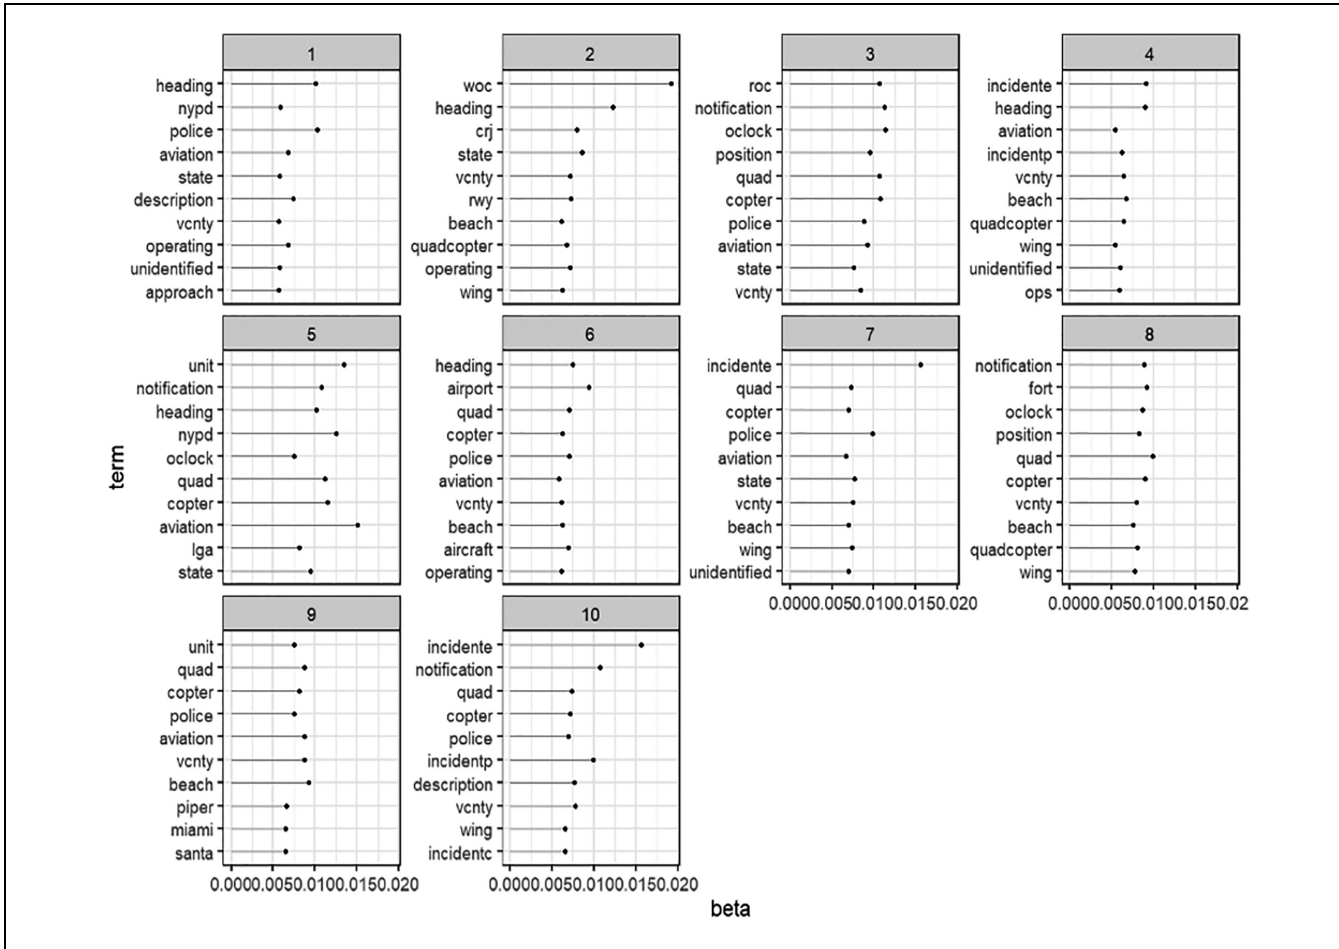 1
heading
nypd
police
aviation
state
description
vcnty
operating
unidentified
approach
2
woc
heading
crj
state
vcnty
rwy
beach
quadcopter
operating
wing
3
roc
notification
oclock
position
quad
copter
police
aviation
state
vcnty
4
incidente
heading
aviation
incidentp
vcnty
beach
quadcopter
wing
unidentified
ops
term
5
unit
notification
heading
nypd
oclock
quad
copter
aviation
lga
state
6
heading
airport
quad
copter
police
aviation
vcnty
beach
aircraft
operating
7
incidente
quad
copter
police
aviation
state
vcnty
beach
wing
unidentified
0.0000.0050.0100.0150.020
8
notification
fort
oclock
position
quad
copter
vcnty
beach
quadcopter
wing
0.0000.0050.0100.0150.02
9
unit
quad
copter
police
aviation
vcnty
beach
piper
miami
santa
0.0000.0050.0100.0150.020
10
incidente
notification
quad
copter
police
incidentp
description
vcnty
wing
incidentc
0.0000.0050.0100.0150.020
beta